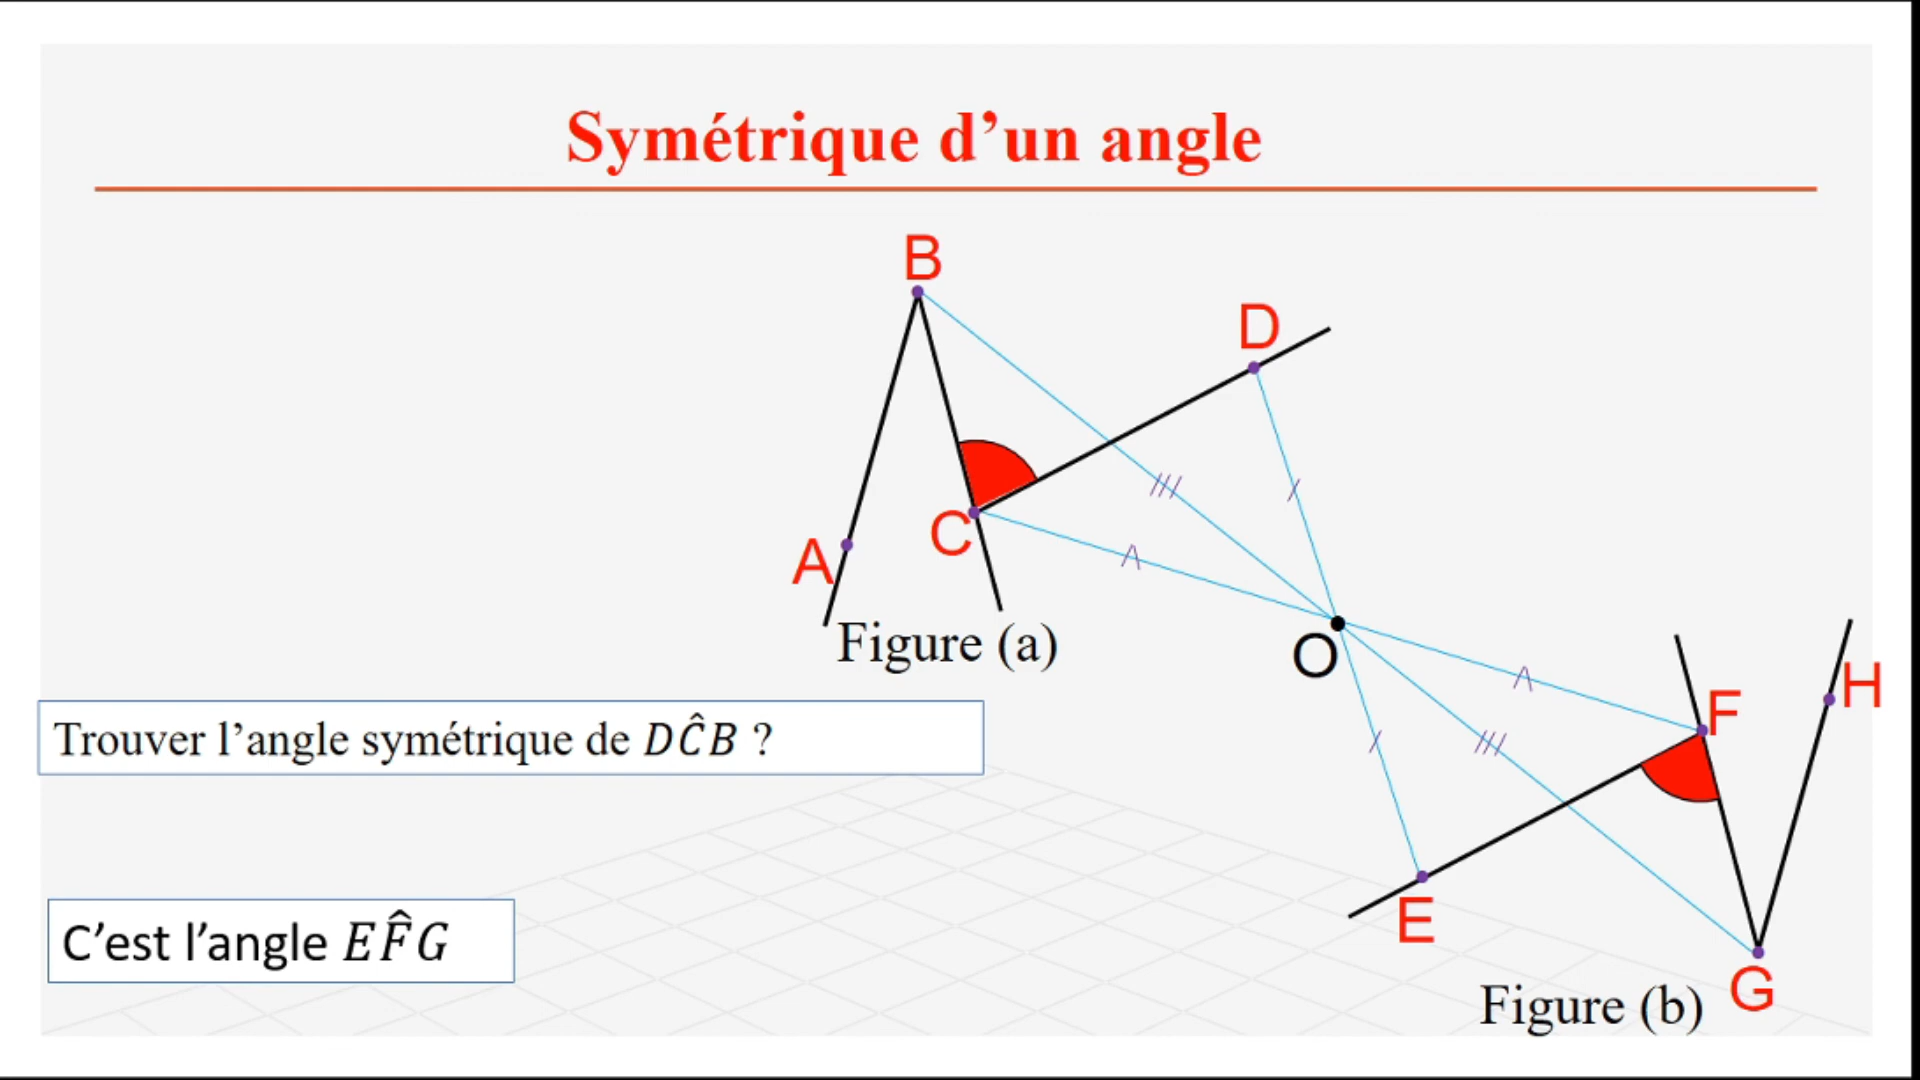 Symétrique d’un angle
B
D
C
A
Figure (a)
O
H
F
Trouver l’angle symétrique de DĈB ?
E
C’est l’angle EF̂G
G
Figure (b)